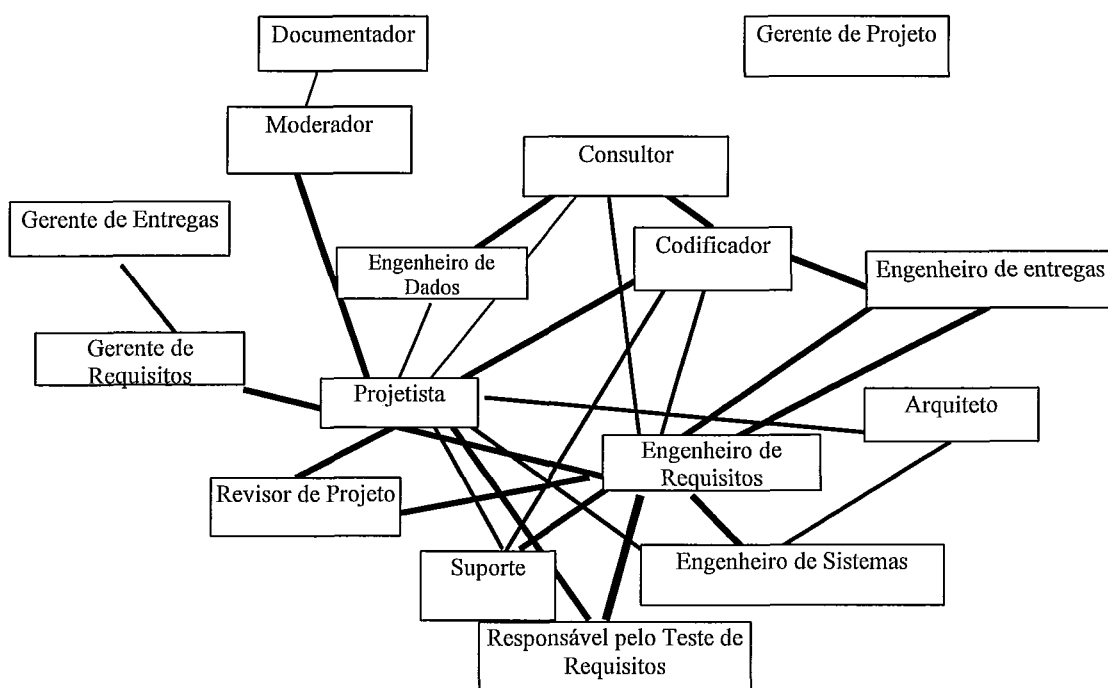 Documentador
Gerente de Projeto
Moderador
Consultor
Gerente de Entregas
Codificador
Engenheiro de
Dados
Engenheiro de entregas
Gerente de
Requisitos
Projetista
Arquiteto
Engenheiro de
Requisitos
Revisor de Projeto
Suporte
Engenheiro de Sistemas
Responsável pelo Teste de
Requisitos